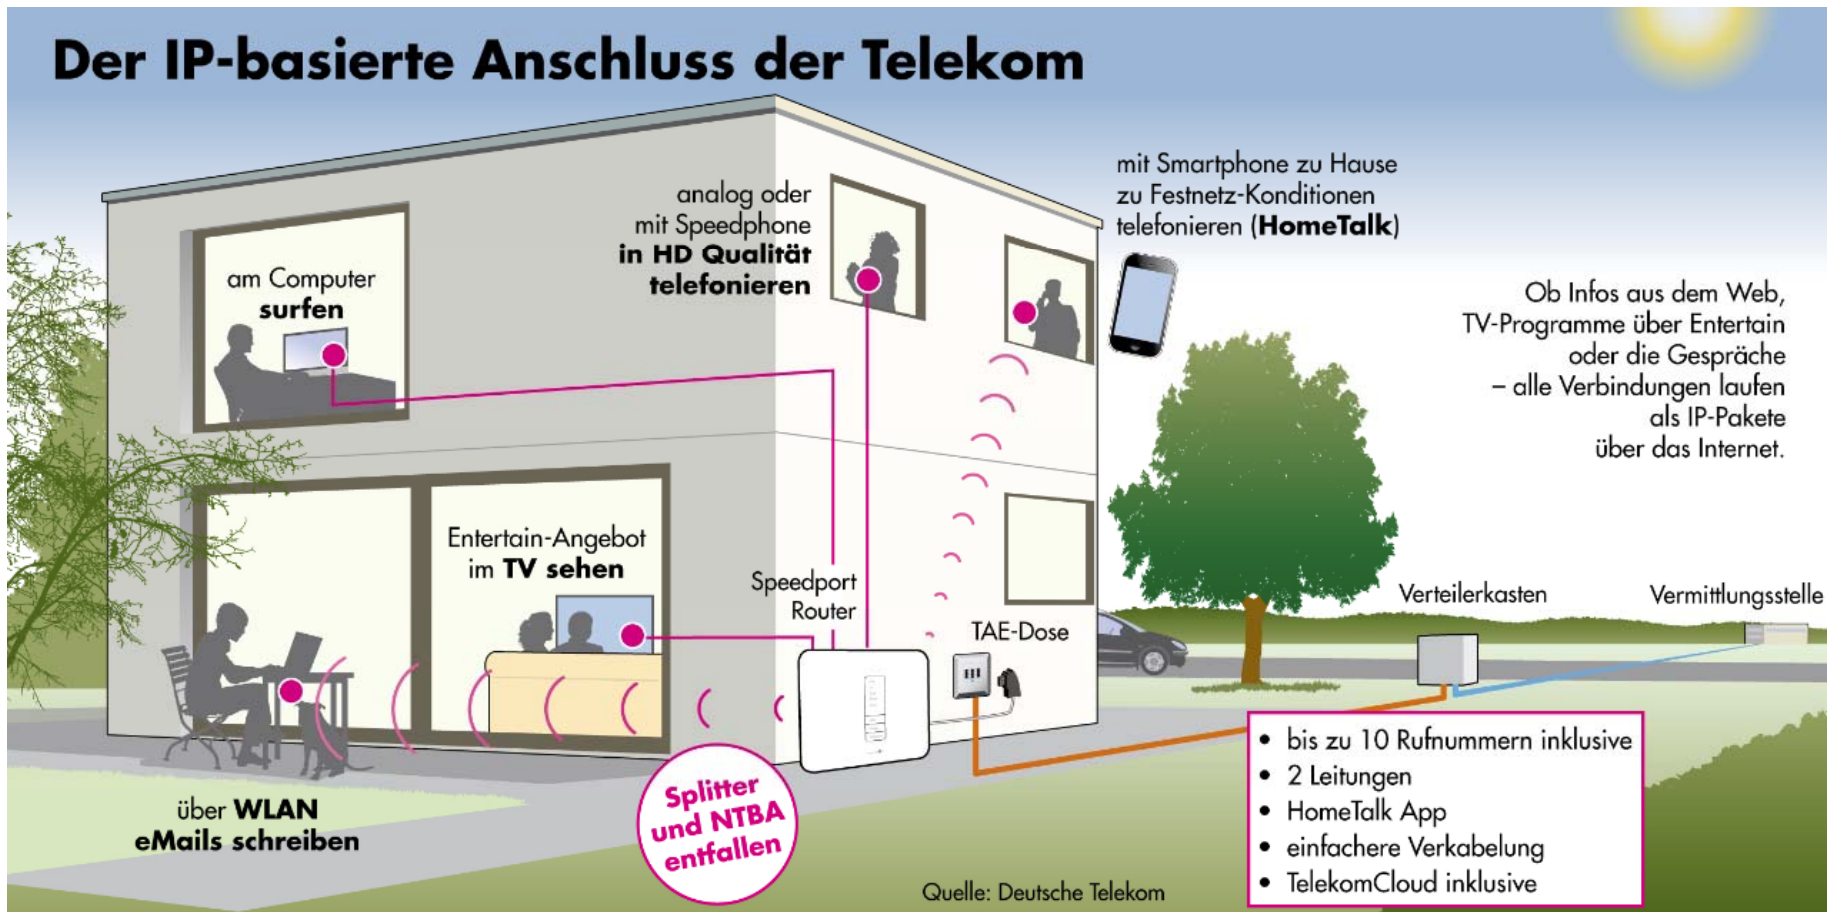 Der IP-basierte Anschluss der Telekom
mit Smartphone zu Hause
zu Festnetz-Konditionen
telefonieren (HomeTalk)
analog oder
mit Speedphone
in HD Qualität
telefonieren
am Computer
surfen
Ob Infos aus dem Web,
TV-Programme über Entertain
oder die Gespräche
– alle Verbindungen laufen
als IP-Pakete
über das Internet.
Entertain-Angebot
im TV sehen
Speedport
Router
TAE-Dose
Verteilerkasten
Vermittlungsstelle
über WLAN
eMails schreiben
Splitter
und NTBA
entfallen
• bis zu 10 Rufnummern inklusive
• 2 Leitungen
• HomeTalk App
• einfachere Verkabelung
• TelekomCloud inklusive
Quelle: Deutsche Telekom